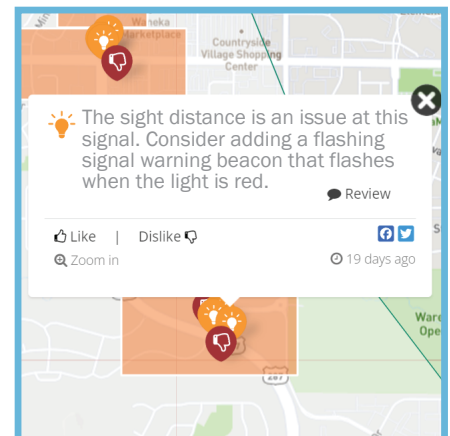 Waneka
Marketplace
Countryside
Village Shopping
Center
The sight distance is an issue at this
signal. Consider adding a flashing
signal warning beacon that flashes
when the light is red.
Review
Like | Dislike
Zoom in
19 days ago
Ware
Ope
287